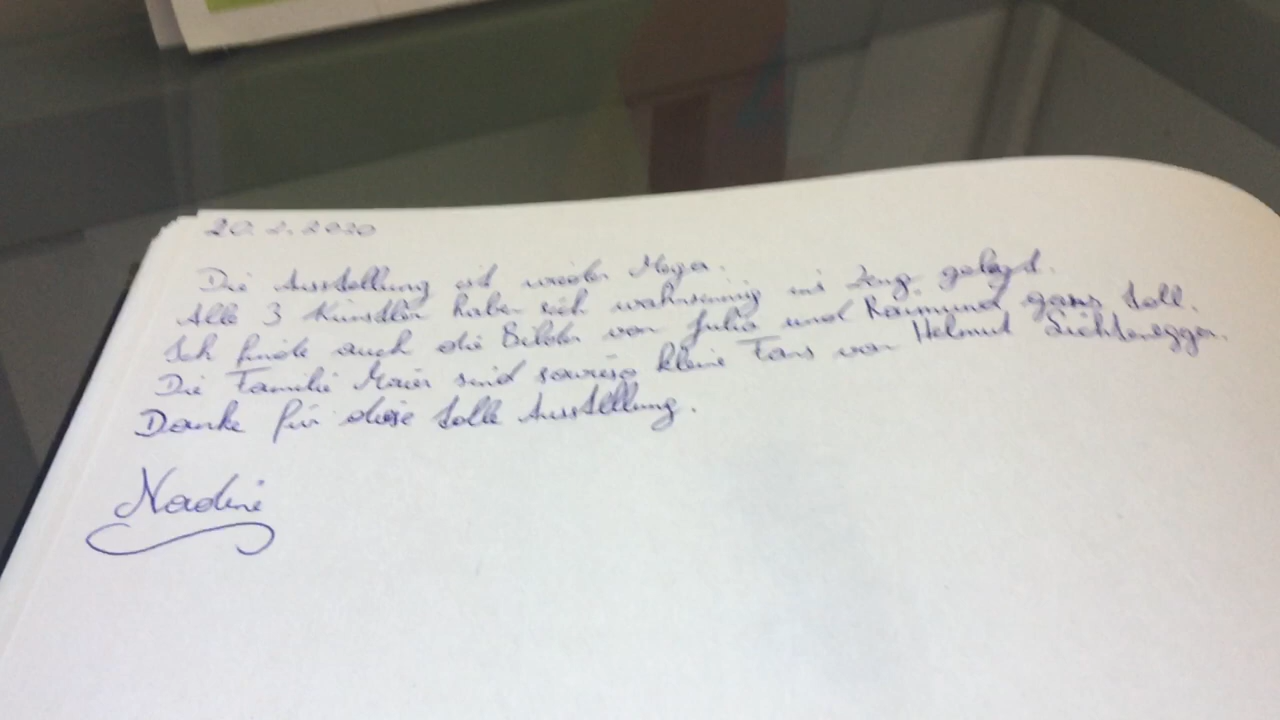 20.2.2020
Die Ausstellung ist wieder Mega.
Alle 3 Künstler haben sich wahnsinnig ins Zeug gelegt.
Ich finde auch die Bilder von Julia und Raimund ganz toll.
Die Familie Maier sind sowieso kleine Fans von Helmut
Danke für diese tolle Ausstellung.
Nadine